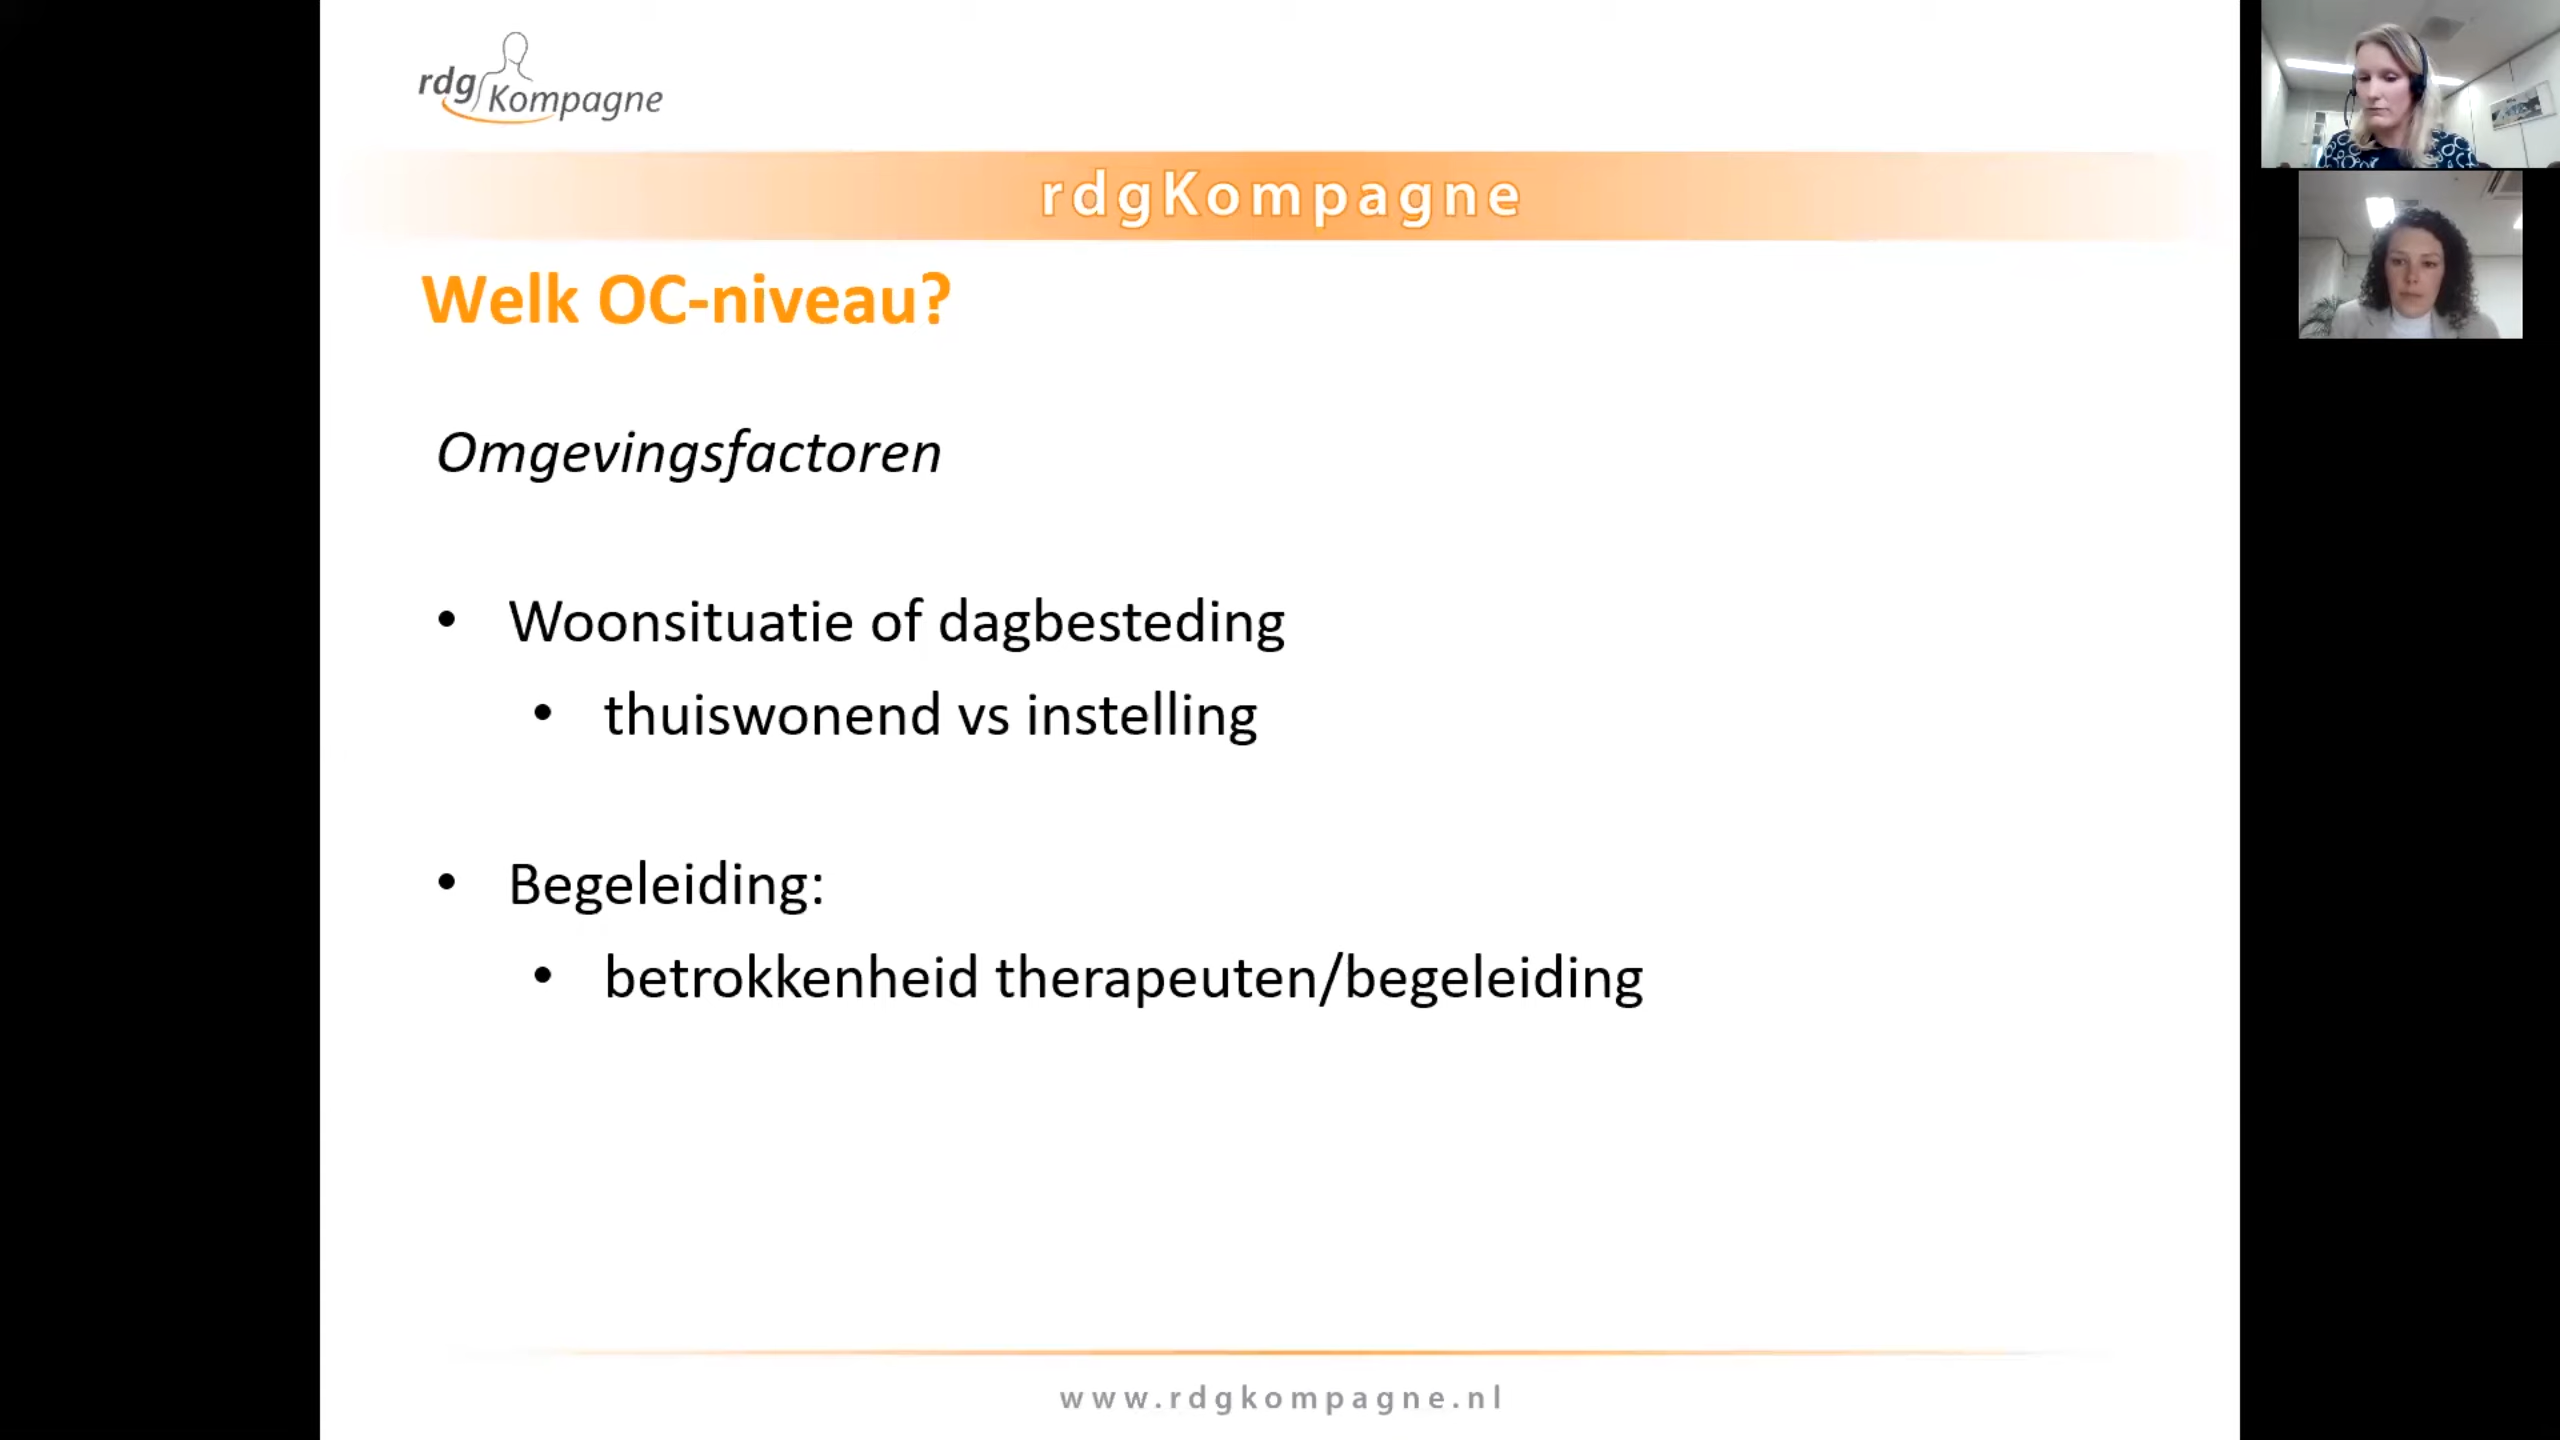 rdg Kompagne
rdgKompagne
Welk OC-niveau?
Omgevingsfactoren
• Woonsituatie of dagbesteding
• thuiswonend vs instelling
• Begeleiding:
• betrokkenheid therapeuten/begeleiding
www.rdgkompagne.nl